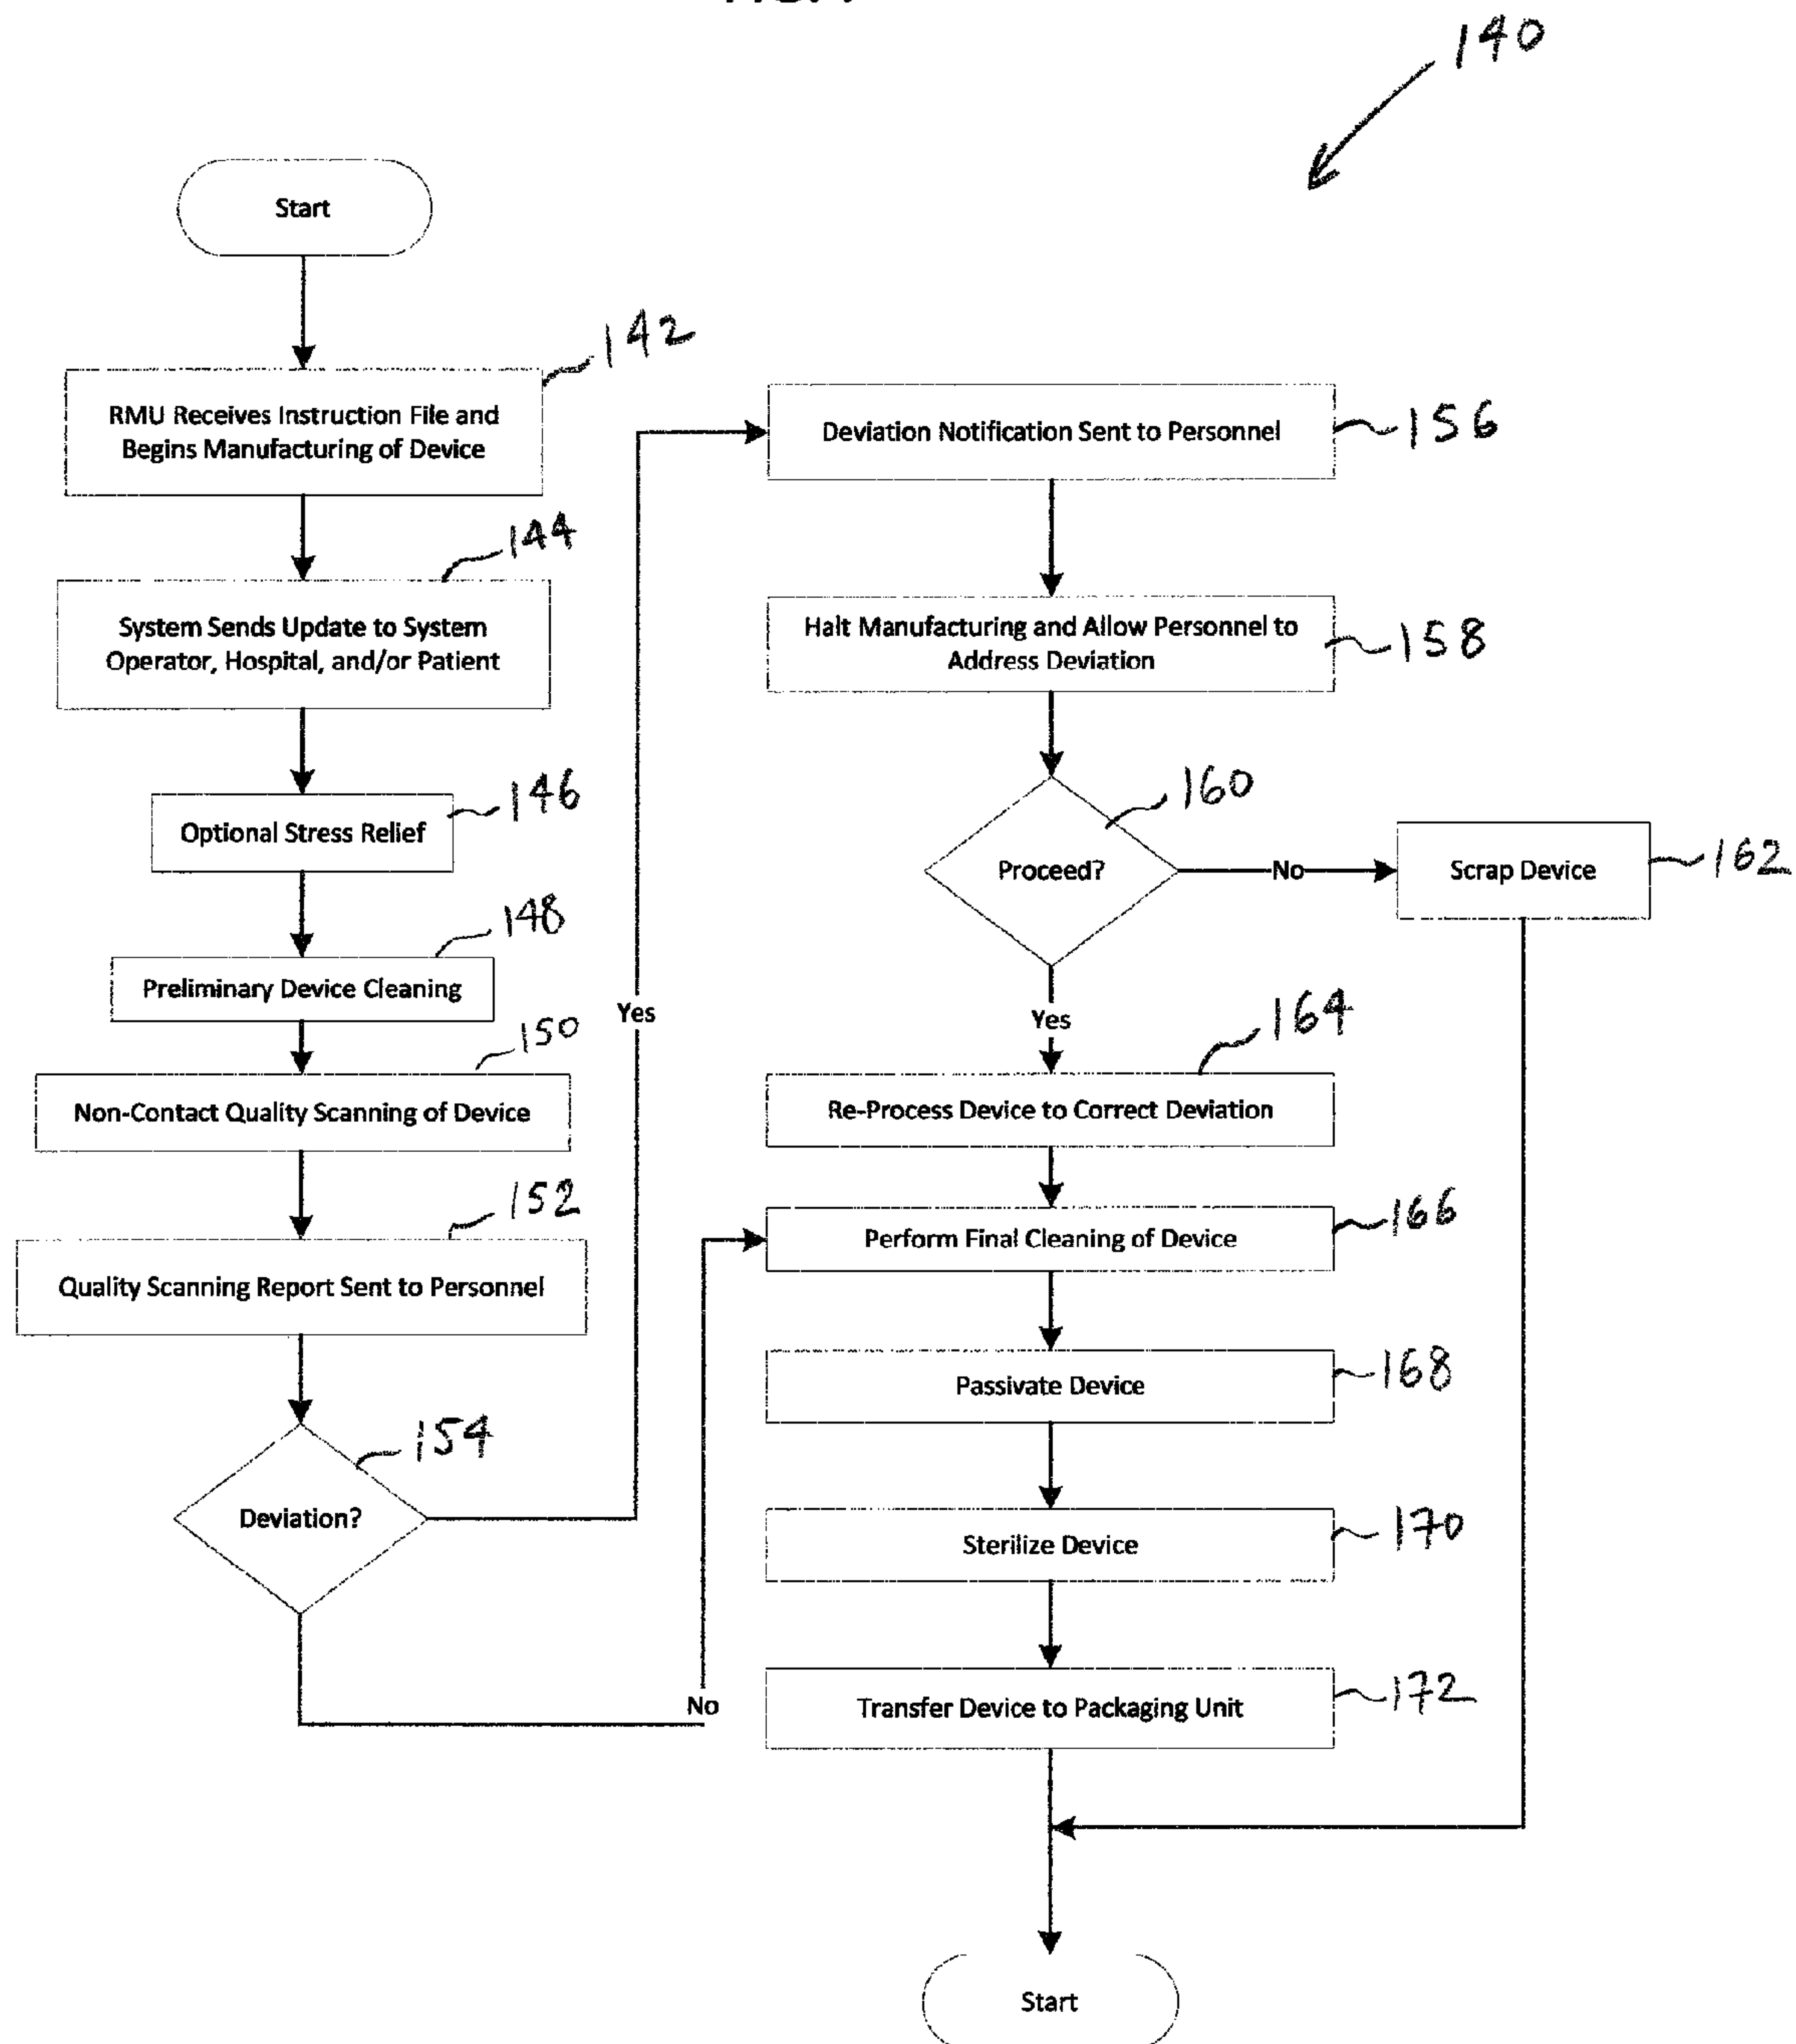 140
Start
142
RMU Receives Instruction File and
Begins Manufacturing of Device
144
System Sends Update to System
Operator, Hospital, and/or Patient
146
Optional Stress Relief
148
Preliminary Device Cleaning
150
Non-Contact Quality Scanning of Device
152
Quality Scanning Report Sent to Personnel
154
Deviation?
Yes
No
Deviation Notification Sent to Personnel
156
Halt Manufacturing and Allow Personnel to
Address Deviation
158
160
Proceed?
No
Scrap Device
162
Yes
164
Re-Process Device to Correct Deviation
Perform Final Cleaning of Device
166
Passivate Device
168
Sterilize Device
170
Transfer Device to Packaging Unit
172
Start